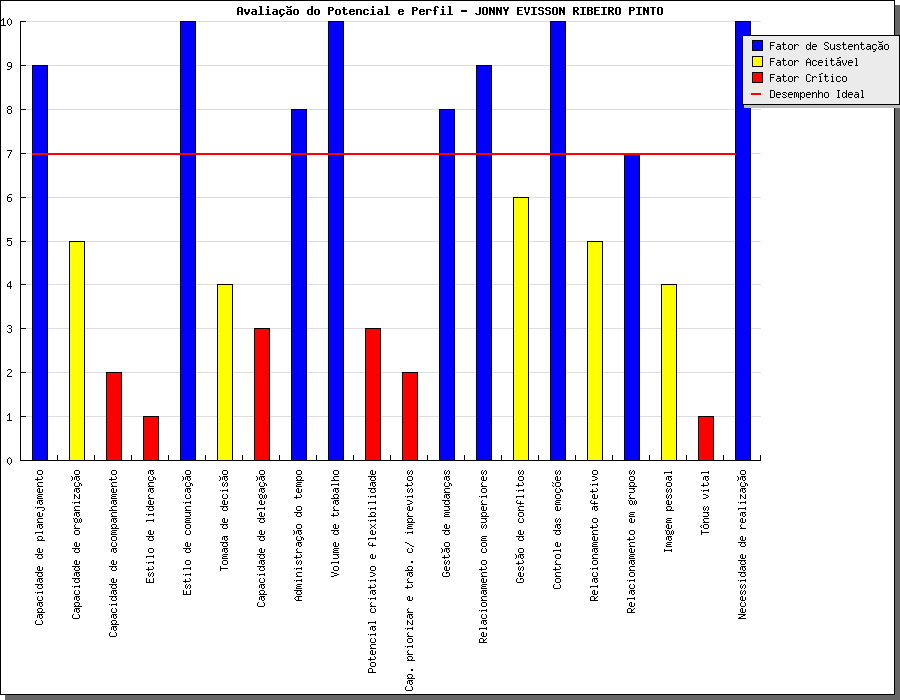 Avaliação do Potencial e Perfil - JONNY EVISSON RIBEIRO PINTO
10
9
8
7
6
5
4
3
2
1
0
Fator de Sustentação
Fator Aceitável
Fator Crítico
Desempenho Ideal
Capacidade de planejamento
Capacidade de organização
Capacidade de acompanhamento
Estilo de liderança
Estilo de comunicação
Tomada de decisão
Capacidade de delegação
Administração do tempo
Volume de trabalho
Potencial criativo e flexibilidade
Cap. priorizar e trab. c/ imprevistos
Gestão de mudanças
Relacionamento com superiores
Gestão de conflitos
Controle das emoções
Relacionamento afetivo
Relacionamento em grupos
Imagem pessoal
Tônus vital
Necessidade de realização